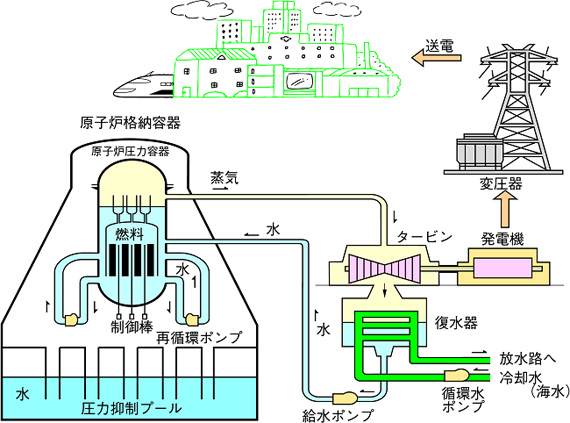 送電
原子炉格納容器
原子炉圧力容器
蒸気
変圧器
燃料
水
タービン
発電機
水
制御棒
再循環ポンプ
水
復水器
放水路へ
冷却水
(海水)
循環水
ポンプ
給水ポンプ
水
圧力抑制プール